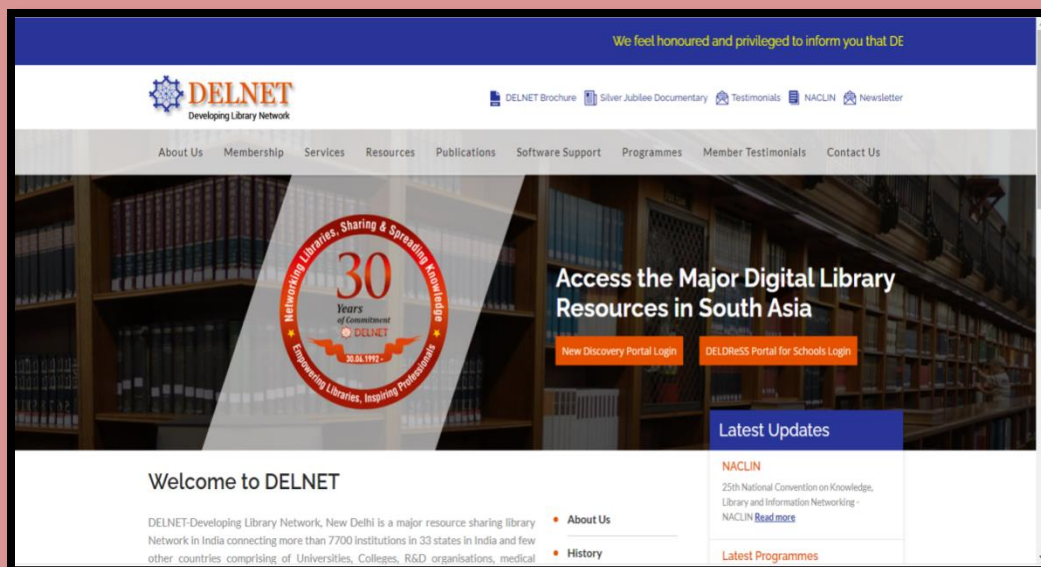 We feel honoured and privileged to inform you that DE
DELNET
Developing Library Network
DELNET Brochure Silver Jubilee Documentary Testimonials NACLIN Newsletter
About Us Membership Services Resources Publications Software Support Programmes Member Testimonials Contact Us
Networking Libraries, Sharing & Spreading Knowledge
30
Years
of Commitment
DELNET
30.06.1992 -
Empowering Libraries, Inspiring Professionals
Access the Major Digital Library
Resources in South Asia
New Discovery Portal Login DELDReSS Portal for Schools Login
Latest Updates
NACLIN
25th National Convention on Knowledge,
Library and Information Networking -
NACLIN Read more
Latest Programmes
Welcome to DELNET
DELNET-Developing Library Network, New Delhi is a major resource sharing library
Network in India connecting more than 7700 institutions in 33 states in India and few
other countries comprising of Universities, Colleges, R&D organisations, medical
About Us
History